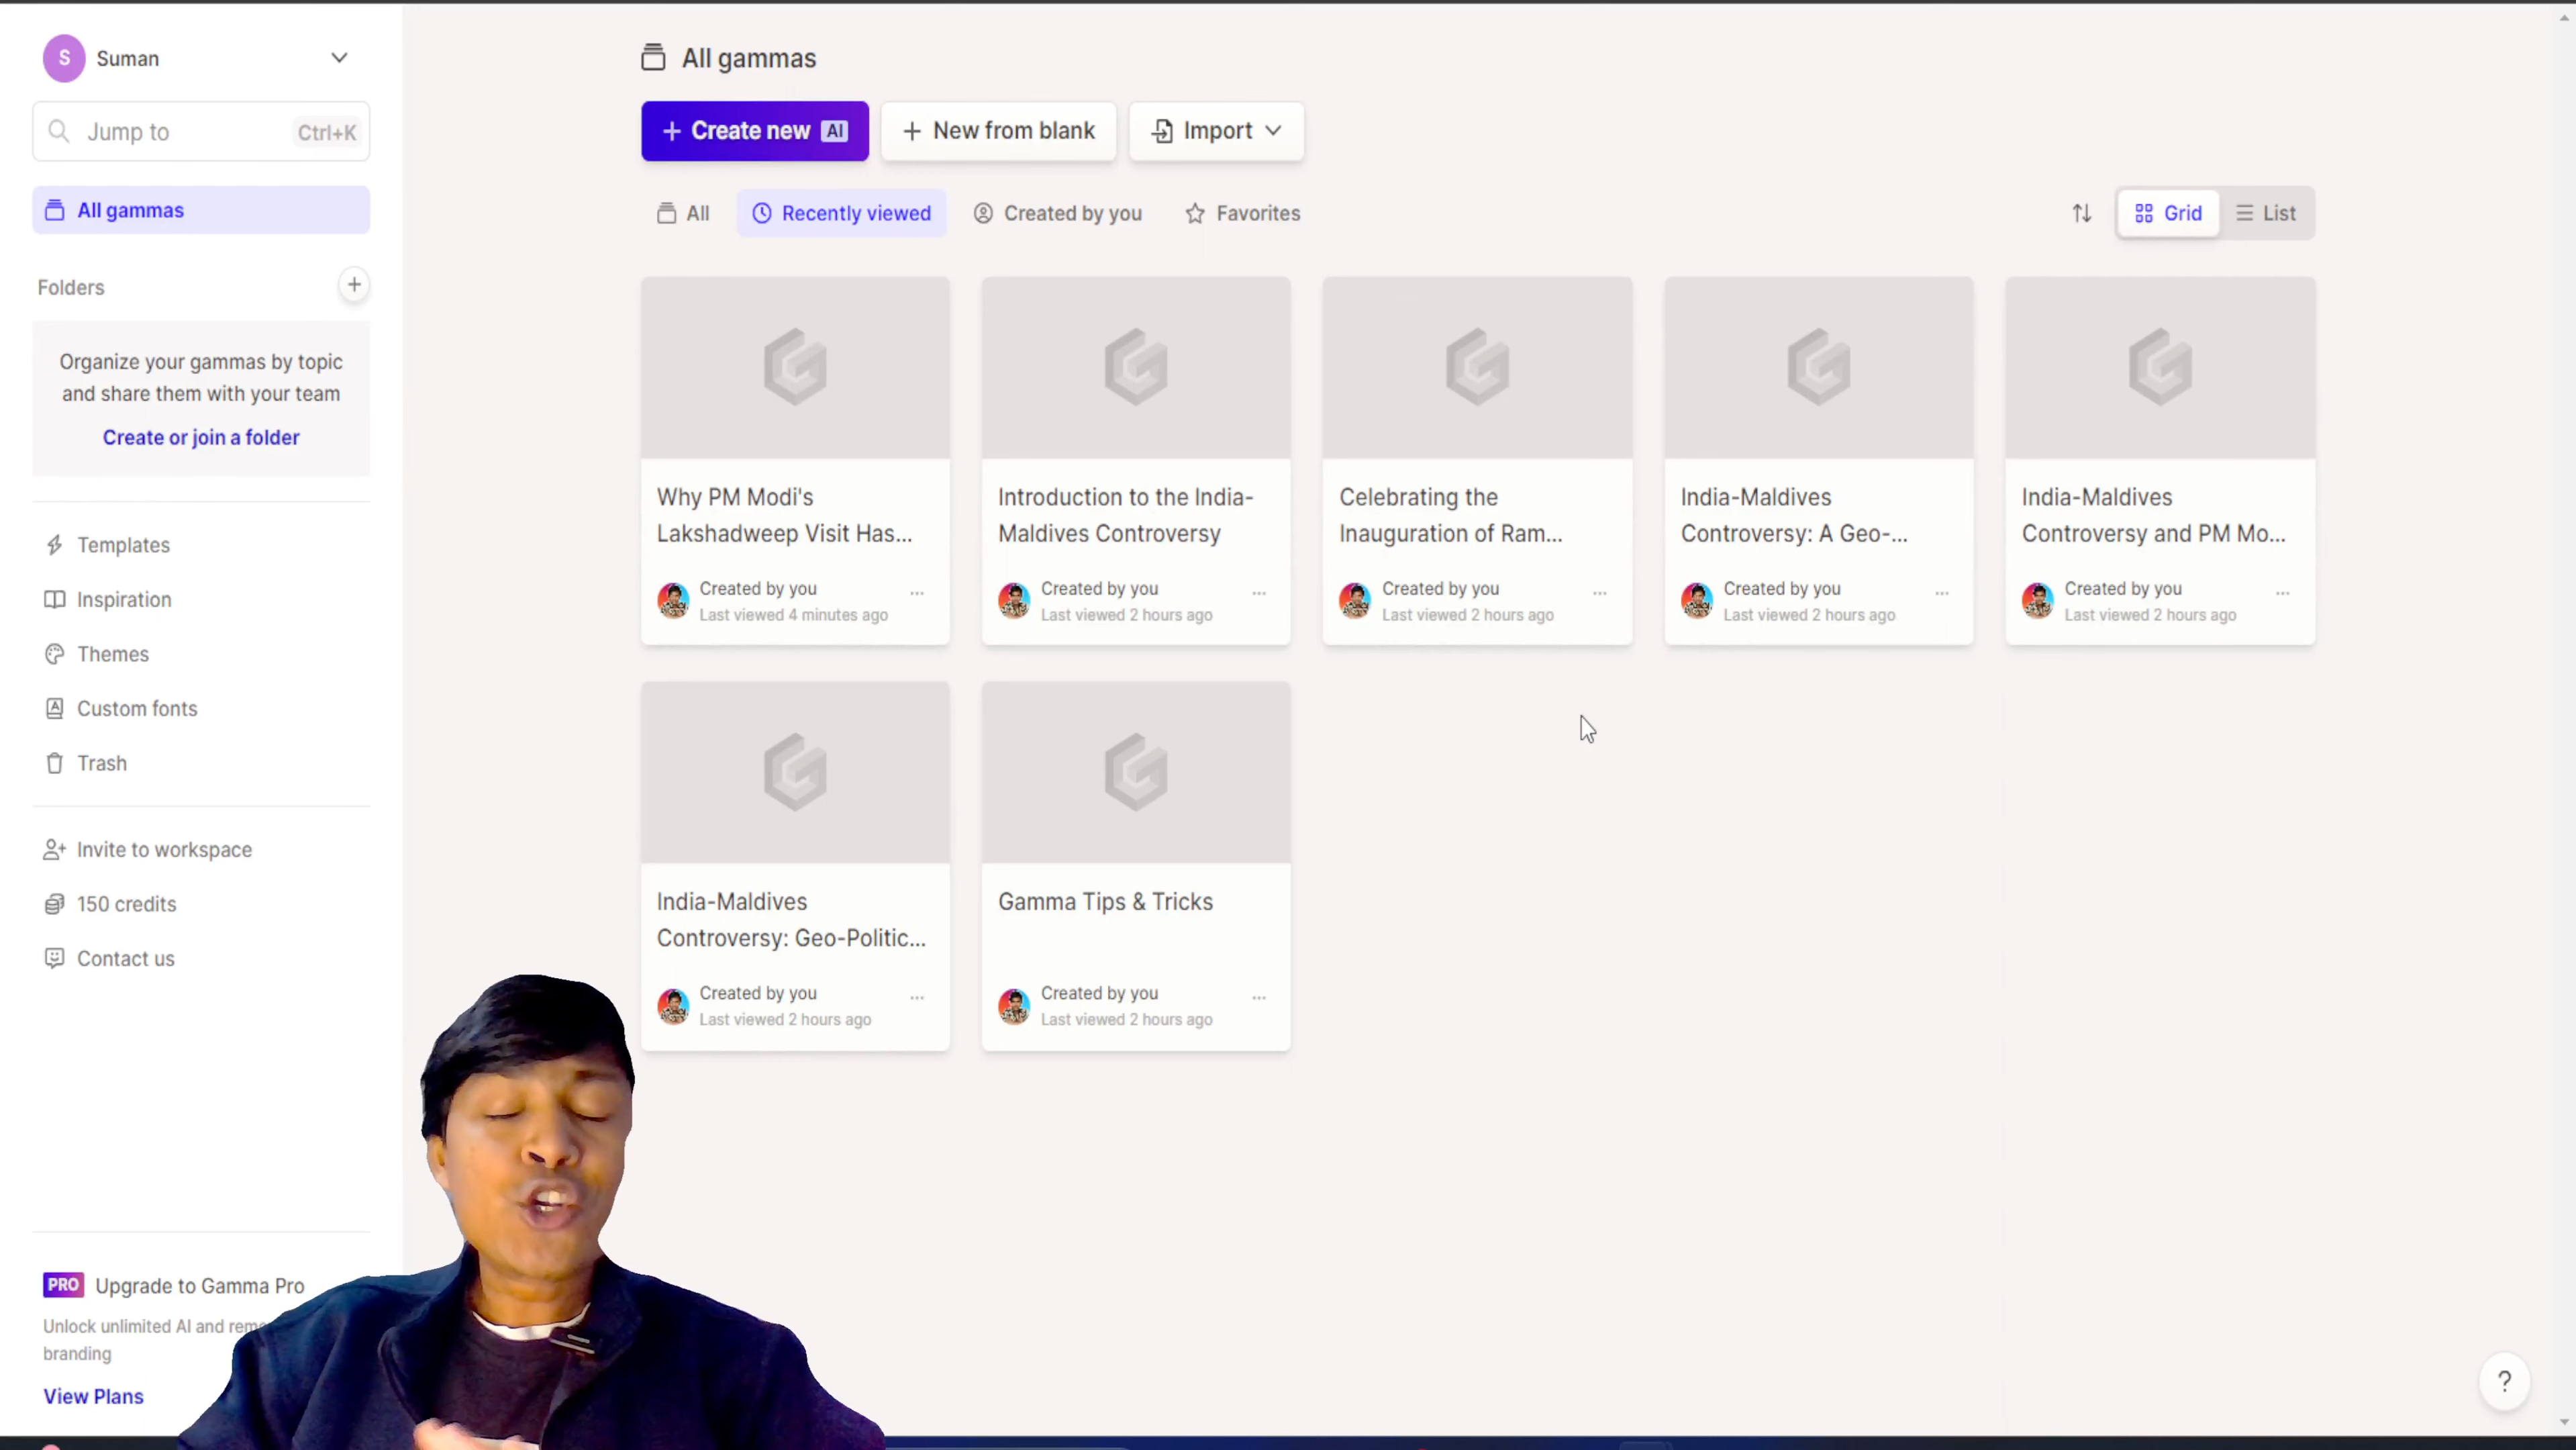 S Suman
Jump to Ctrl+K
All gammas
Folders +
Organize your gammas by topic
and share them with your team
Create or join a folder
Templates
Inspiration
Themes
Custom fonts
Trash
Invite to workspace
150 credits
Contact us
PRO Upgrade to Gamma Pro
Unlock unlimited AI and
branding
View Plans
All gammas
+ Create new AI
+ New from blank
Import
All
Recently viewed
Created by you
Favorites
Grid
List
Why PM Modi's
Lakshadweep Visit Has...
Created by you
Last viewed 4 minutes ago
Introduction to the India-
Maldives Controversy
Created by you
Last viewed 2 hours ago
Celebrating the
Inauguration of Ram...
Created by you
Last viewed 2 hours ago
India-Maldives
Controversy: A Geo-...
Created by you
Last viewed 2 hours ago
India-Maldives
Controversy and PM Mo...
Created by you
Last viewed 2 hours ago
India-Maldives
Controversy: Geo-Politic...
Created by you
Last viewed 2 hours ago
Gamma Tips & Tricks
Created by you
Last viewed 2 hours ago
?